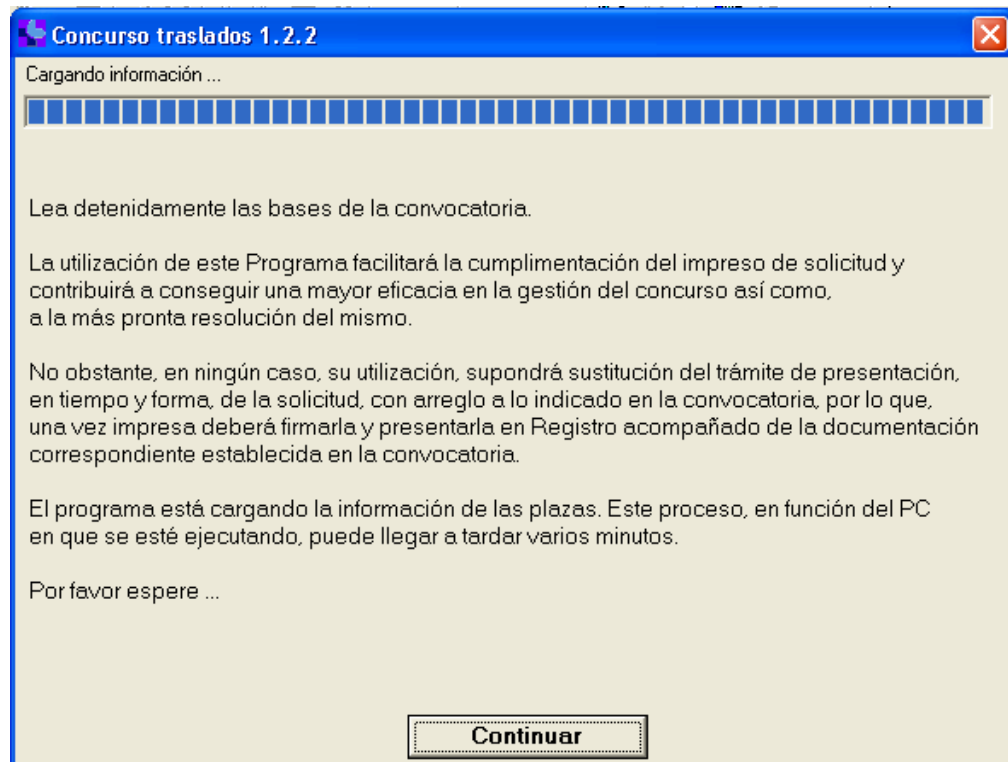 Concurso traslados 1.2.2
Cargando información ...
Lea detenidamente las bases de la convocatoria.
La utilización de este Programa facilitará la cumplimentación del impreso de solicitud y
contribuirá a conseguir una mayor eficacia en la gestión del concurso así como,
a la más pronta resolución del mismo.
No obstante, en ningún caso, su utilización, supondrá sustitución del trámite de presentación,
en tiempo y forma, de la solicitud, con arreglo a lo indicado en la convocatoria, por lo que,
una vez impresa deberá firmarla y presentarla en Registro acompañado de la documentación
correspondiente establecida en la convocatoria.
El programa está cargando la información de las plazas. Este proceso, en función del PC
en que se esté ejecutando, puede llegar a tardar varios minutos.
Por favor espere ...
Continuar